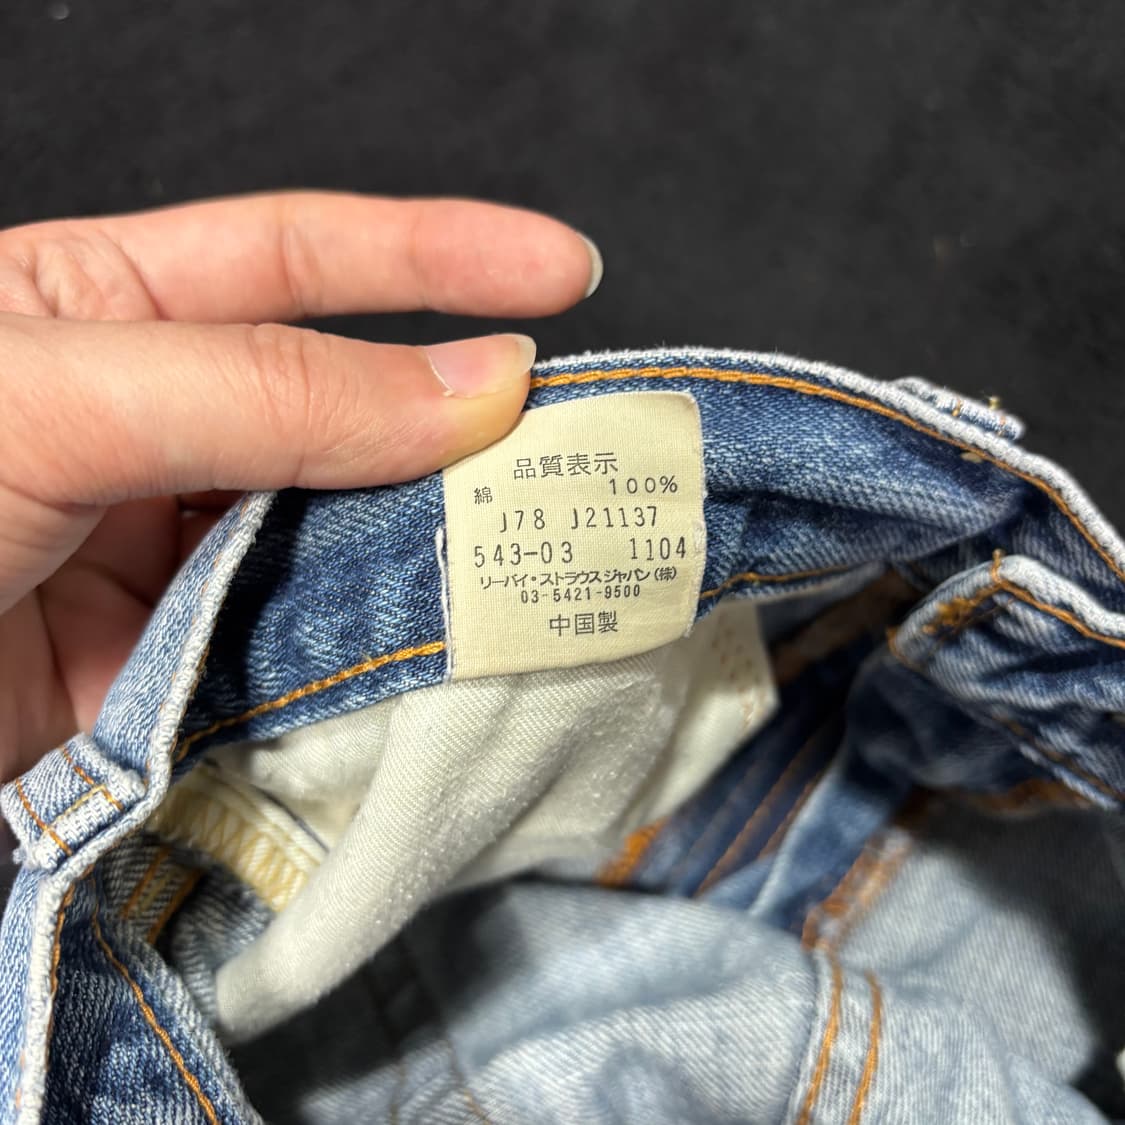 品質表示
綿 100%
J78 J21137
543-03 1104
リーバイ・ストラウスジャパン(株)
03-5421-9500
中国製